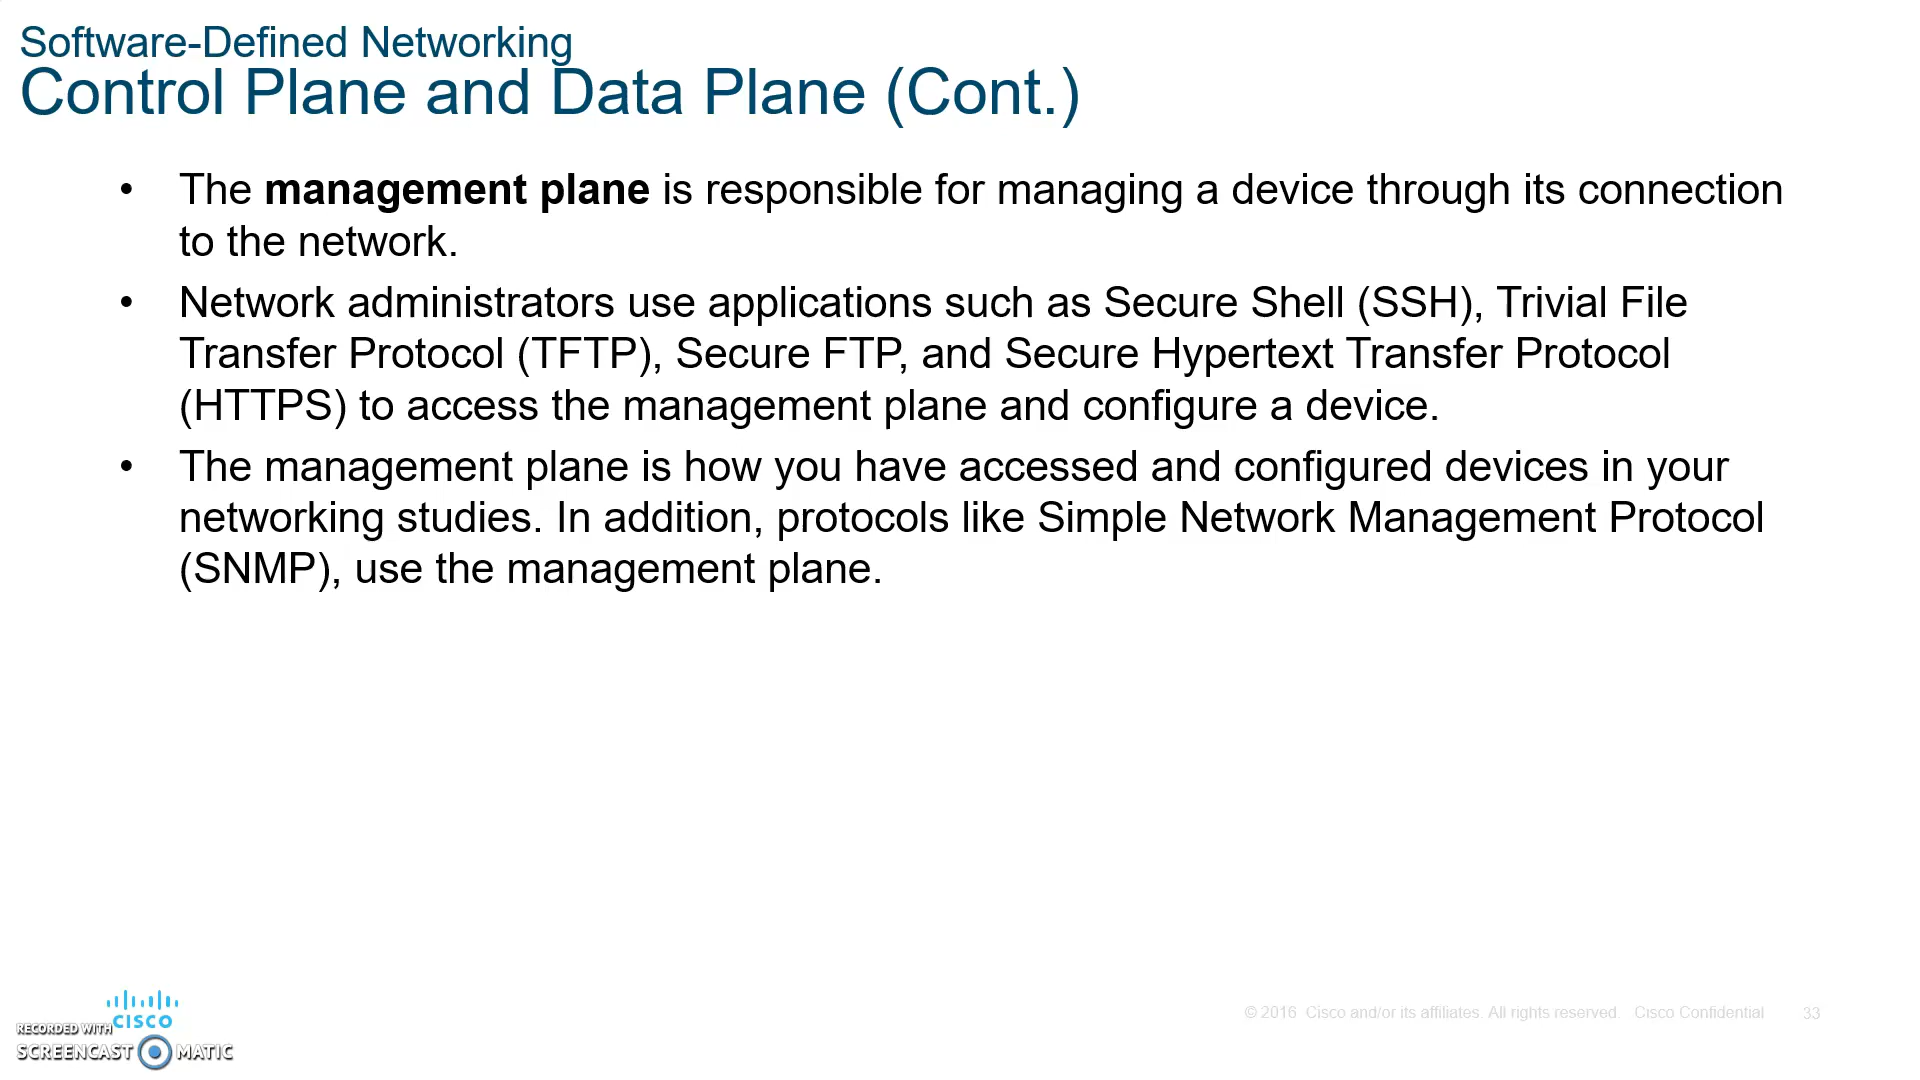 Software-Defined Networking
Control Plane and Data Plane (Cont.)
• The management plane is responsible for managing a device through its connection
to the network.
• Network administrators use applications such as Secure Shell (SSH), Trivial File
Transfer Protocol (TFTP), Secure FTP, and Secure Hypertext Transfer Protocol
(HTTPS) to access the management plane and configure a device.
• The management plane is how you have accessed and configured devices in your
networking studies. In addition, protocols like Simple Network Management Protocol
(SNMP), use the management plane.
CISCO
RECORDED WITH
SCREENCAST MATIC
© 2016 Cisco and/or its affiliates. All rights reserved. Cisco Confidential 33